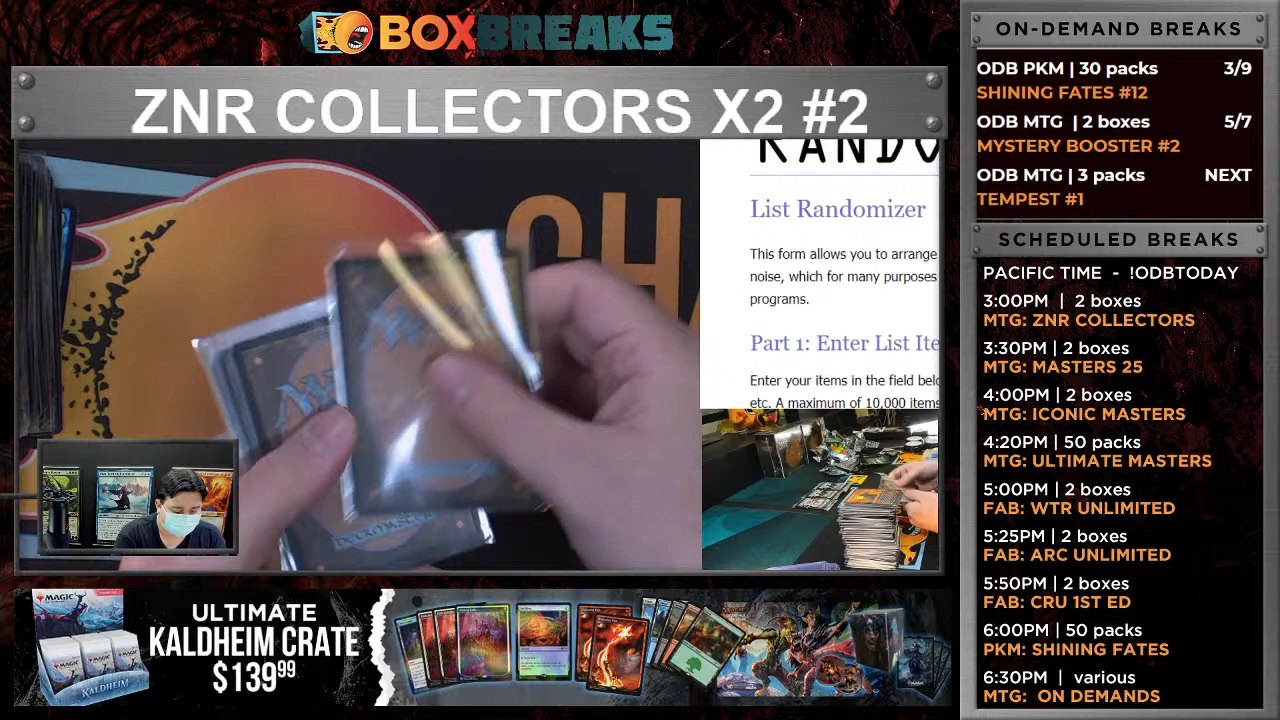 BOXBREAKS
ZNR COLLECTORS X2 #2
List Randomizer
This form allows you to arrange
noise, which for many purposes
programs.
Part 1: Enter List Ite
Enter your items in the field belo
etc. A maximum of 10,000 items
DECKMASTER
MAGIC
KALDHEIM
ULTIMATE
KALDHEIM CRATE
$139.99
ON-DEMAND BREAKS
ODB PKM | 30 packs 3/9
SHINING FATES #12
ODB MTG | 2 boxes 5/7
MYSTERY BOOSTER #2
ODB MTG | 3 packs NEXT
TEMPEST #1
SCHEDULED BREAKS
PACIFIC TIME - !ODBTODAY
3:00PM | 2 boxes
MTG: ZNR COLLECTORS
3:30PM | 2 boxes
MTG: MASTERS 25
4:00PM | 2 boxes
MTG: ICONIC MASTERS
4:20PM | 50 packs
MTG: ULTIMATE MASTERS
5:00PM | 2 boxes
FAB: WTR UNLIMITED
5:25PM | 2 boxes
FAB: ARC UNLIMITED
5:50PM | 2 boxes
FAB: CRU 1ST ED
6:00PM | 50 packs
PKM: SHINING FATES
6:30PM | various
MTG: ON DEMANDS